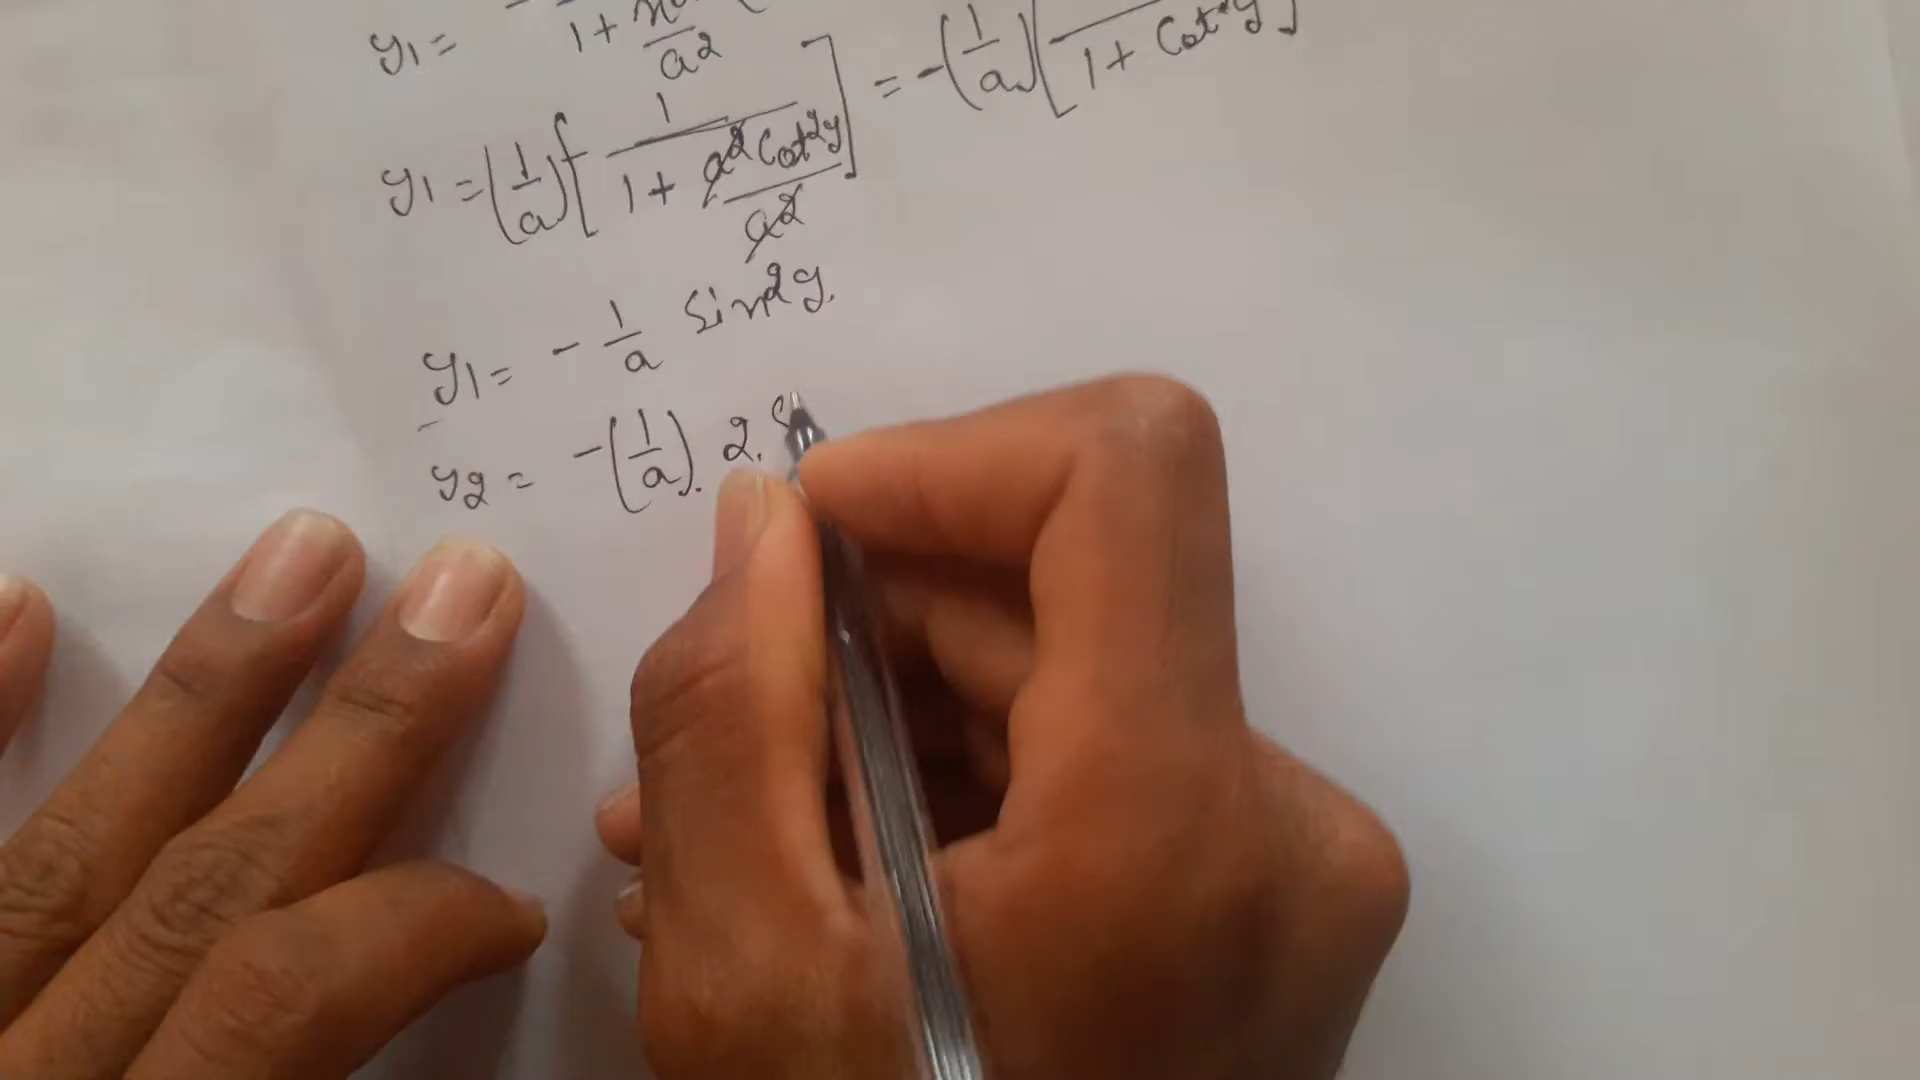 y1 = 1 + x² / a²
y1 = (1/a) [- 1 / (1 + a² Cot²y / a²)] = -(1/a) [ / 1 + Cot²y ]
y1 = - 1/a Sin²y.
y2 = -(1/a). 2.